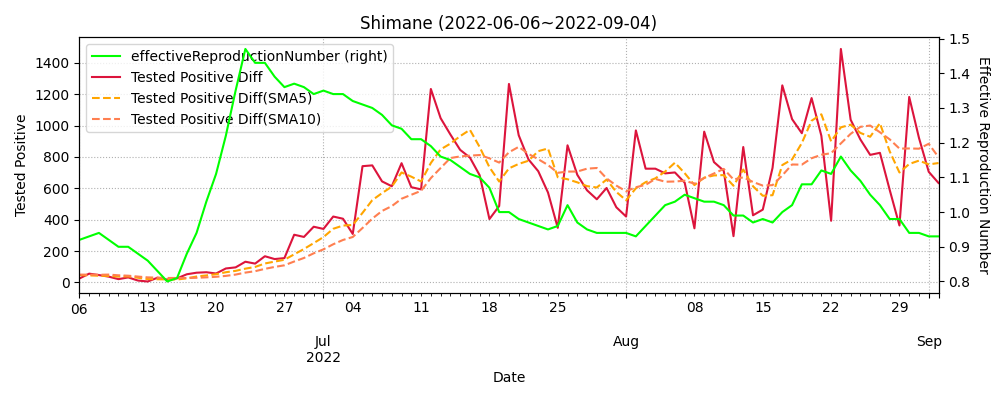 Shimane (2022-06-06~2022-09-04)
effectiveReproductionNumber (right)
Tested Positive Diff
Tested Positive Diff(SMA5)
Tested Positive Diff(SMA10)
Tested Positive
1400
1200
1000
800
600
400
200
0
1.5
1.4
1.3
1.2
1.1
1.0
0.9
0.8
Effective Reproduction Number
06 13 20 27 04 11 18 25 08 15 22 29
Jul Aug Sep
2022
Date